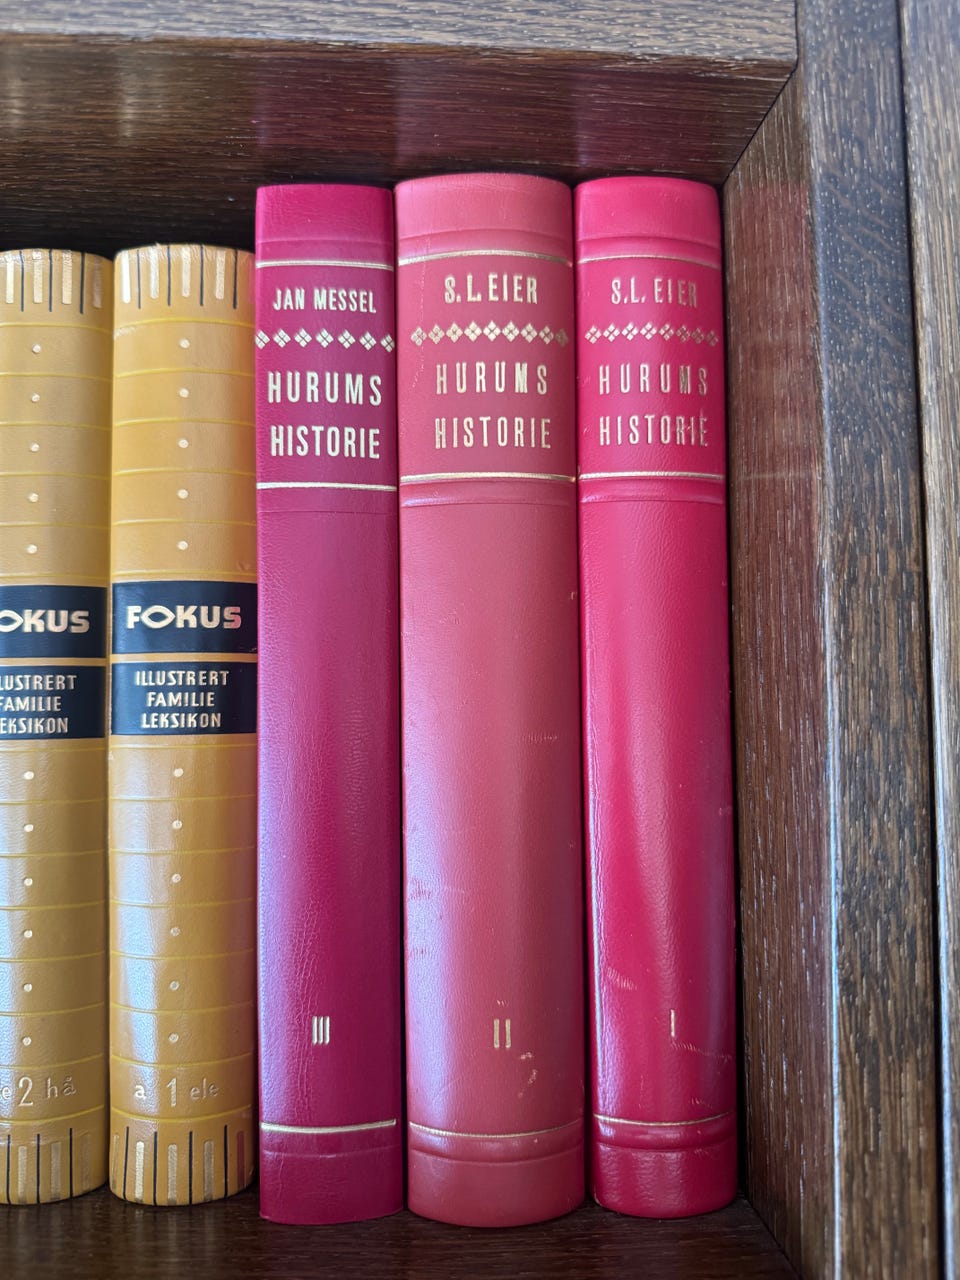 OKUS
LUSTRERT
FAMILIE
EKSIKON
e 2 hå
FOKUS
ILLUSTRERT
FAMILIE
LEKSIKON
a 1 ele
JAN MESSEL
HURUMS
HISTORIE
III
S.L.EIER
HURUMS
HISTORIE
II
S.L. EIER
HURUMS
HISTORIE
I